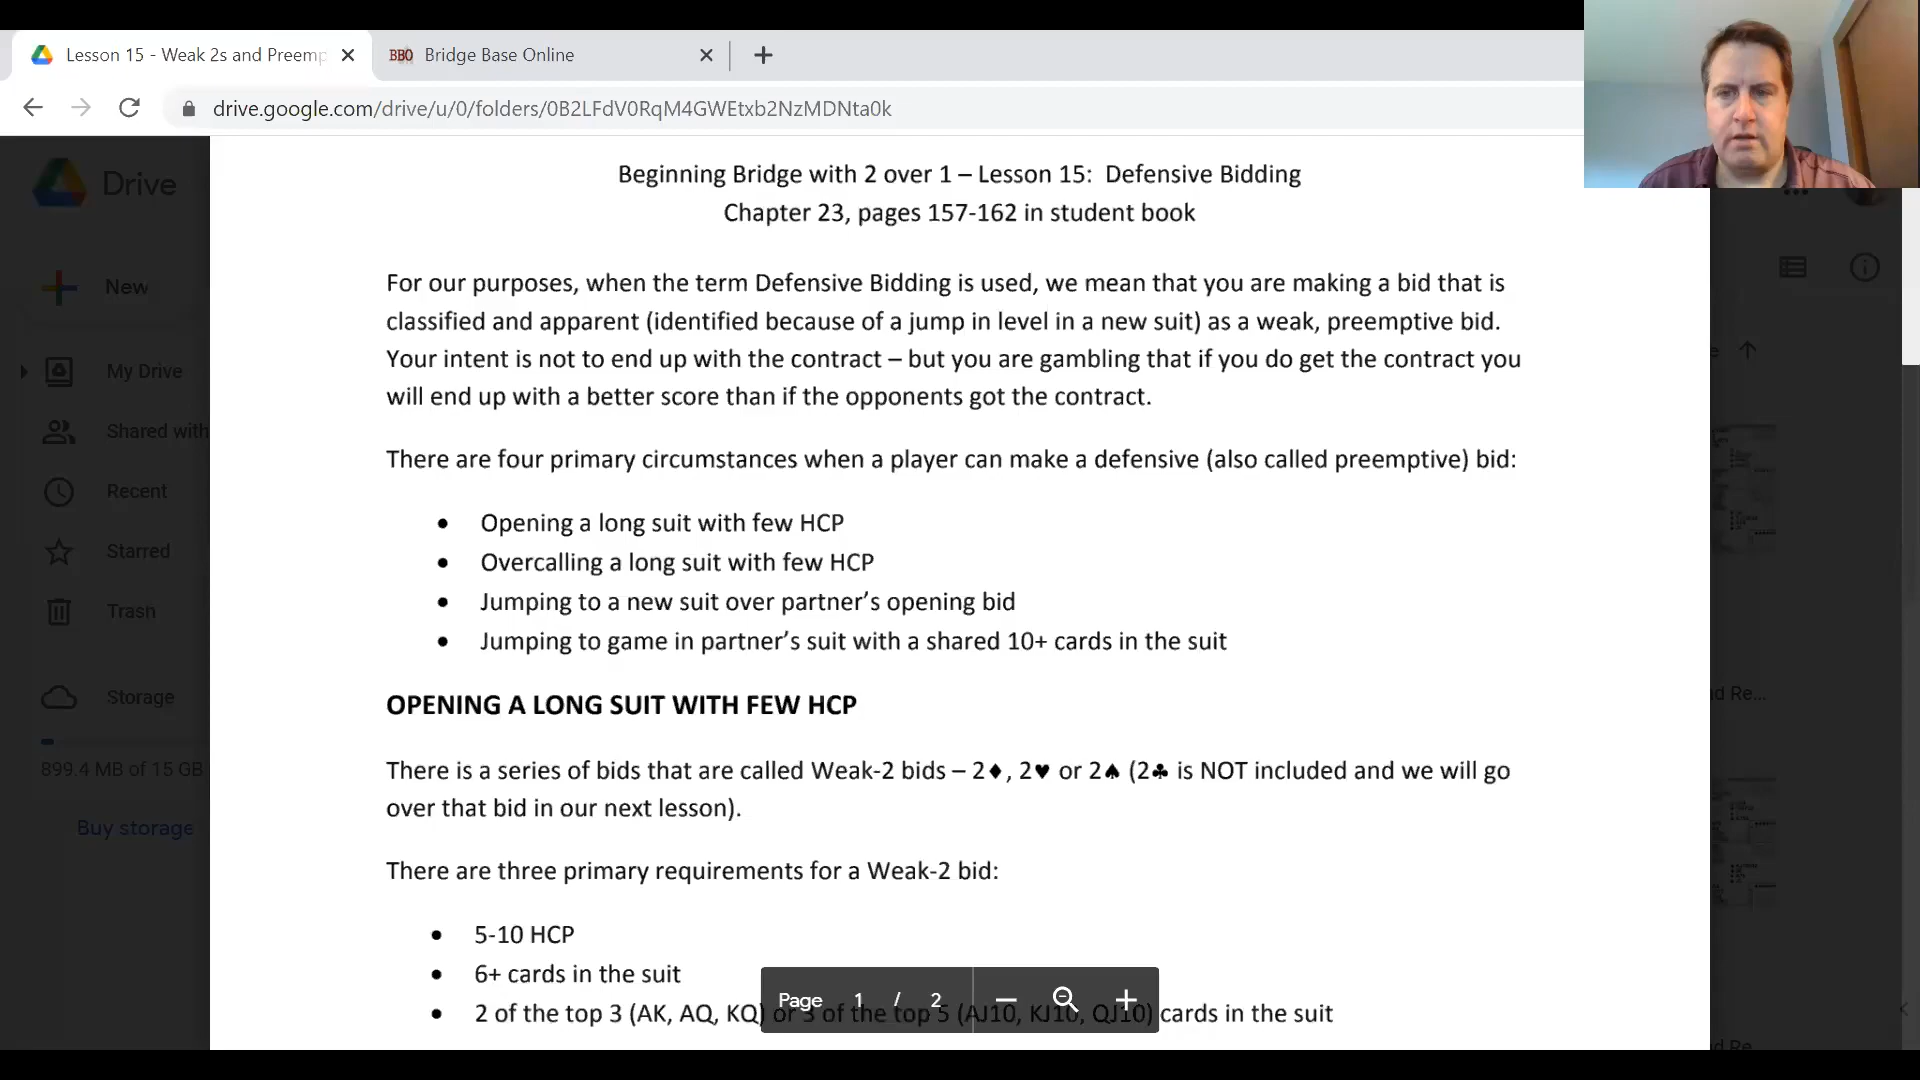 Lesson 15 - Weak 2s and Preemp
BBO Bridge Base Online
drive.google.com/drive/u/0/folders/0B2LFdV0RqM4GWEtxb2NzMDNta0k
Drive
New
My Drive
Shared with
Recent
Starred
Trash
Storage
899.4 MB of 15 GB
Buy storage
Beginning Bridge with 2 over 1 – Lesson 15:  Defensive Bidding
Chapter 23, pages 157-162 in student book
For our purposes, when the term Defensive Bidding is used, we mean that you are making a bid that is
classified and apparent (identified because of a jump in level in a new suit) as a weak, preemptive bid.
Your intent is not to end up with the contract – but you are gambling that if you do get the contract you
will end up with a better score than if the opponents got the contract.
There are four primary circumstances when a player can make a defensive (also called preemptive) bid:
• Opening a long suit with few HCP
• Overcalling a long suit with few HCP
• Jumping to a new suit over partner’s opening bid
• Jumping to game in partner’s suit with a shared 10+ cards in the suit
OPENING A LONG SUIT WITH FEW HCP
There is a series of bids that are called Weak-2 bids – 2♦, 2♥ or 2♠ (2♣ is NOT included and we will go
over that bid in our next lesson).
There are three primary requirements for a Weak-2 bid:
• 5-10 HCP
• 6+ cards in the suit
• 2 of the top 3 (AK, AQ, KQ) or 3 of the top 5 (AJ10, KJ10, QJ10) cards in the suit
Page 1 / 2
d Re...